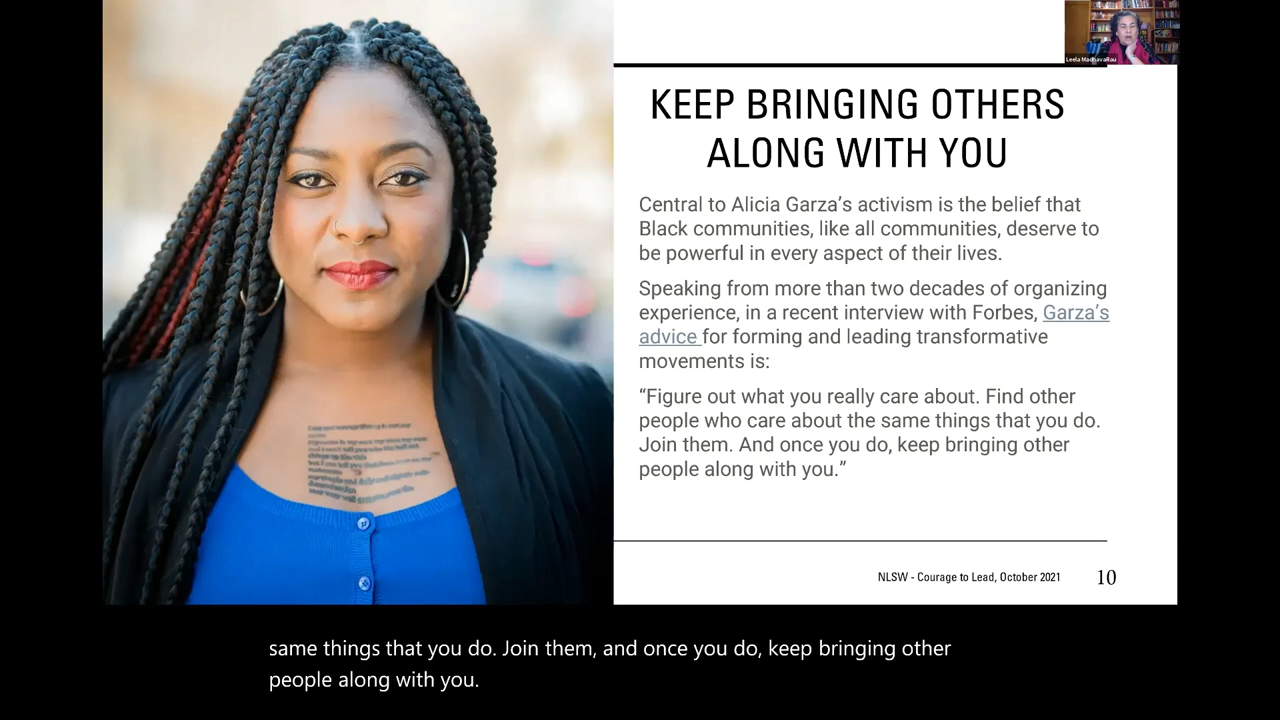 Leela MadhavaRau
KEEP BRINGING OTHERS
ALONG WITH YOU
Central to Alicia Garza’s activism is the belief that
Black communities, like all communities, deserve to
be powerful in every aspect of their lives.
Speaking from more than two decades of organizing
experience, in a recent interview with Forbes, Garza’s
advice for forming and leading transformative
movements is:
“Figure out what you really care about. Find other
people who care about the same things that you do.
Join them. And once you do, keep bringing other
people along with you.”
NLSW - Courage to Lead, October 2021
10
same things that you do. Join them, and once you do, keep bringing other
people along with you.